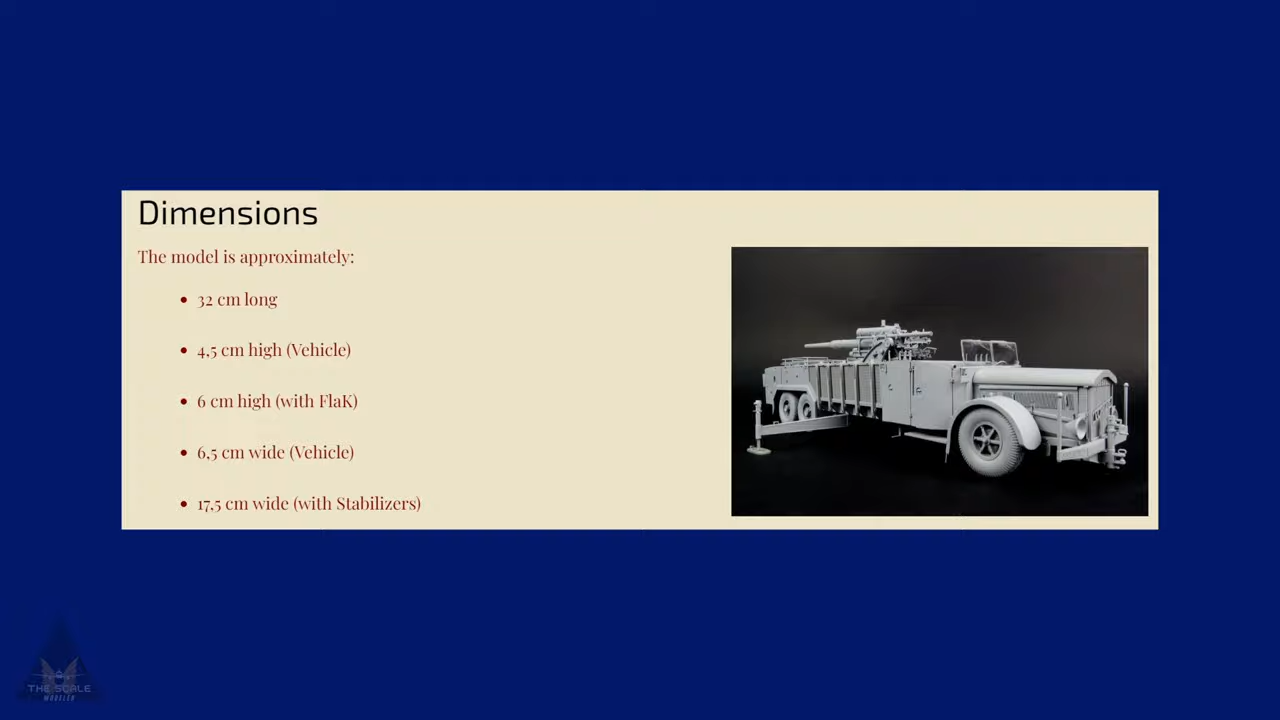 Dimensions
The model is approximately:
• 32 cm long
• 4,5 cm high (Vehicle)
• 6 cm high (with FlaK)
• 6,5 cm wide (Vehicle)
• 17,5 cm wide (with Stabilizers)
THE SCALE
MODELER